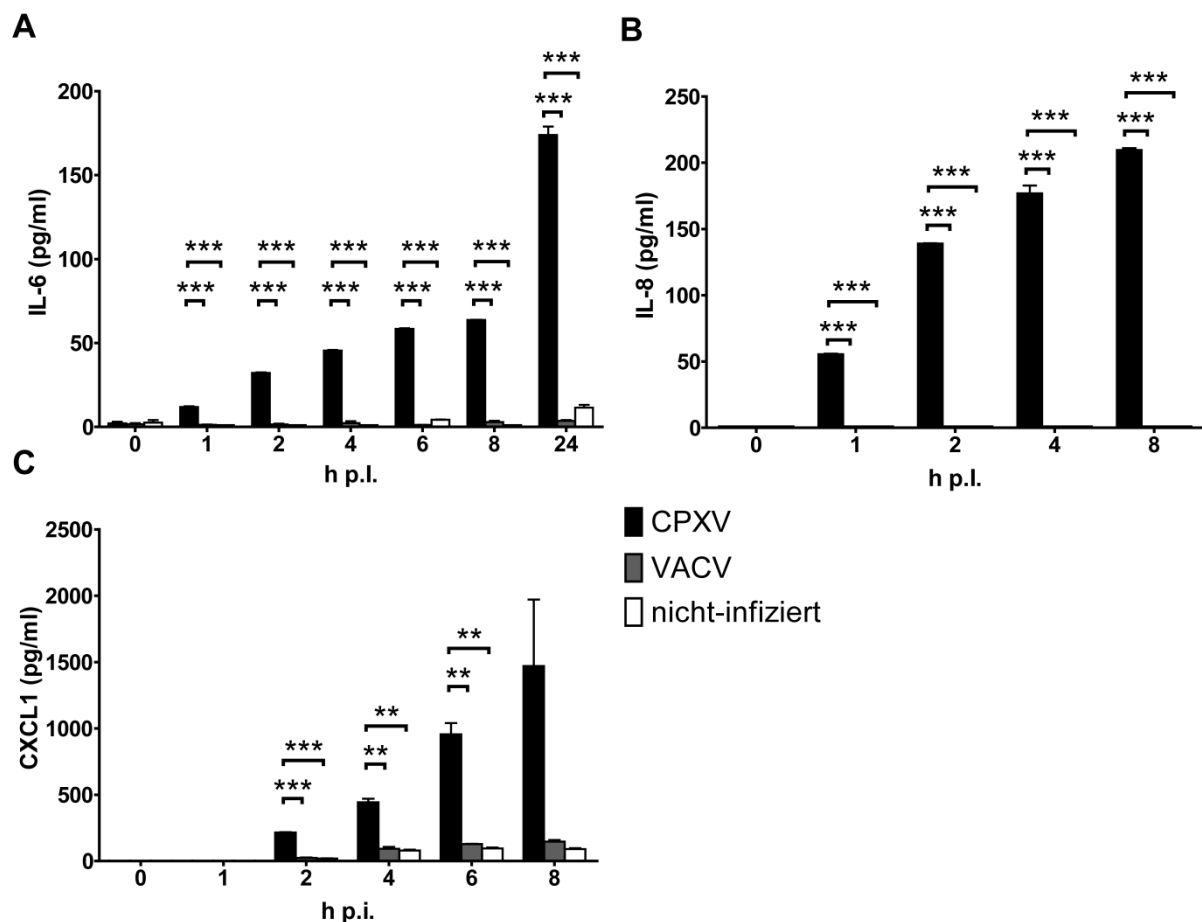 A
IL-6 (pg/ml)
200
150
100
50
0
*** *** *** *** *** ***
*** *** *** *** *** ***
0 1 2 4 6 8 24
h p.I.
B
IL-8 (pg/ml)
250
200
150
100
50
0
*** *** *** ***
*** *** *** ***
0 1 2 4 8
h p.I.
C
CXCL1 (pg/ml)
2500
2000
1500
1000
500
0
*** ** **
*** ** **
0 1 2 4 6 8
h p.i.
CPXV
VACV
nicht-infiziert